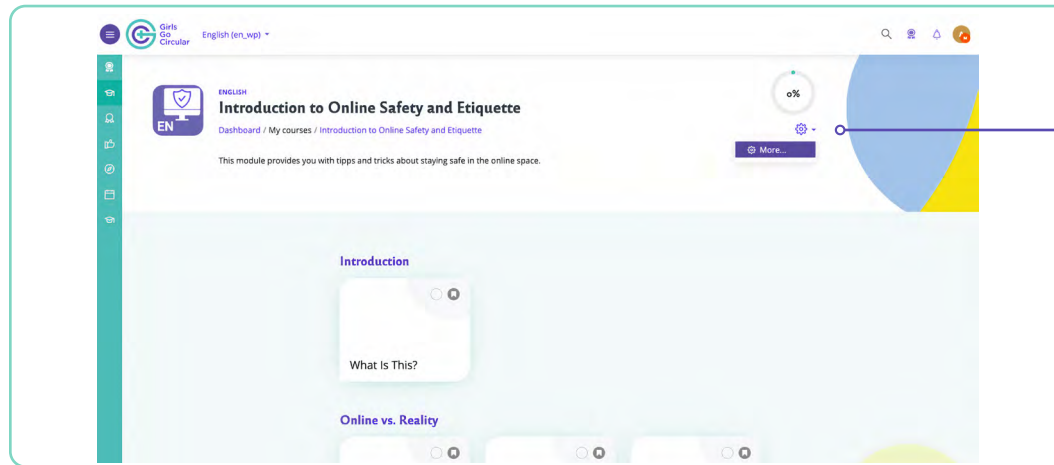 Girls
Go
Circular
English (en_wp)
0%
ENGLISH
Introduction to Online Safety and Etiquette
EN
Dashboard / My courses / Introduction to Online Safety and Etiquette
More...
This module provides you with tipps and tricks about staying safe in the online space.
Introduction
What Is This?
Online vs. Reality